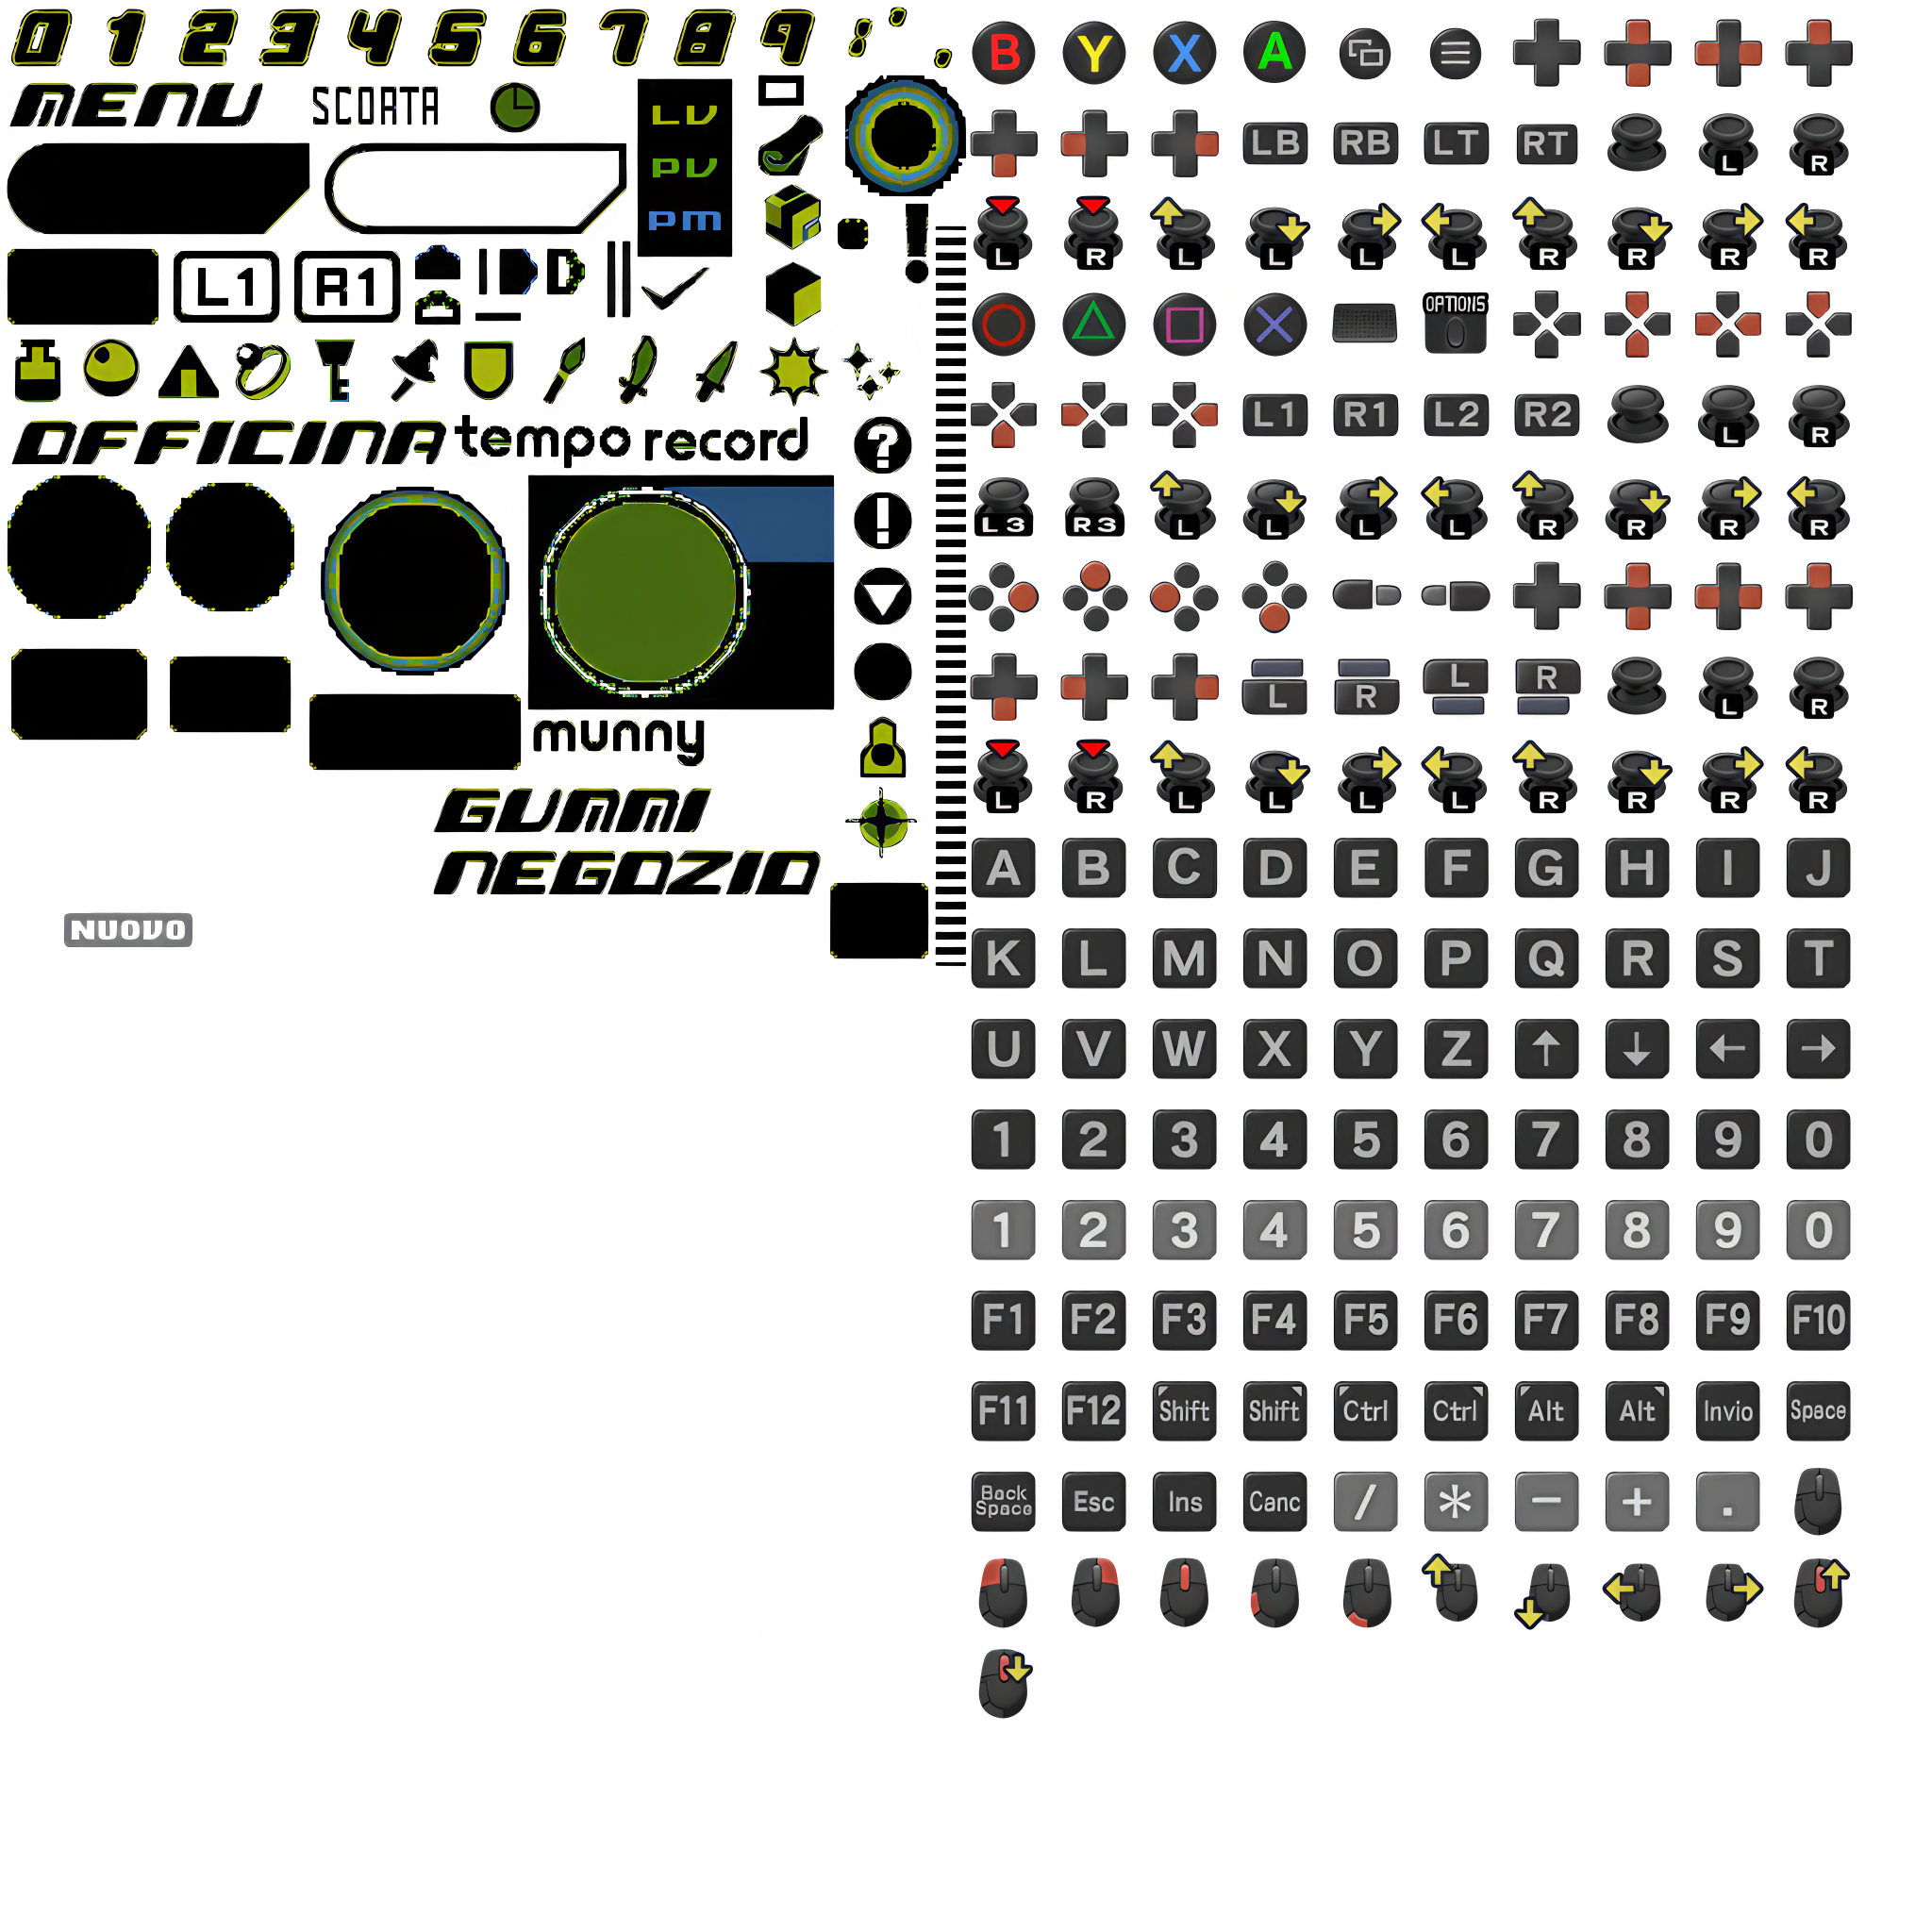 0 1 2 3 4 5 6 7 8 9 : ' .
MENU SCORTA
LV
PV
PM
L1 R1
!
OFFICINA tempo record
?
!
munny
GUMMI
NEGOZIO
NUOVO
B Y X A
LB RB LT RT L R
L R L L L L R R R R
OPTIONS
L1 R1 L2 R2 L R
L3 R3 L L L L R R R R
L R L R L R
L R L L L L R R R R
A B C D E F G H I J
K L M N O P Q R S T
U V W X Y Z ↑ ↓ ← →
1 2 3 4 5 6 7 8 9 0
1 2 3 4 5 6 7 8 9 0
F1 F2 F3 F4 F5 F6 F7 F8 F9 F10
F11 F12 Shift Shift Ctrl Ctrl Alt Alt Invio Space
Back Space Esc Ins Canc / * - + .